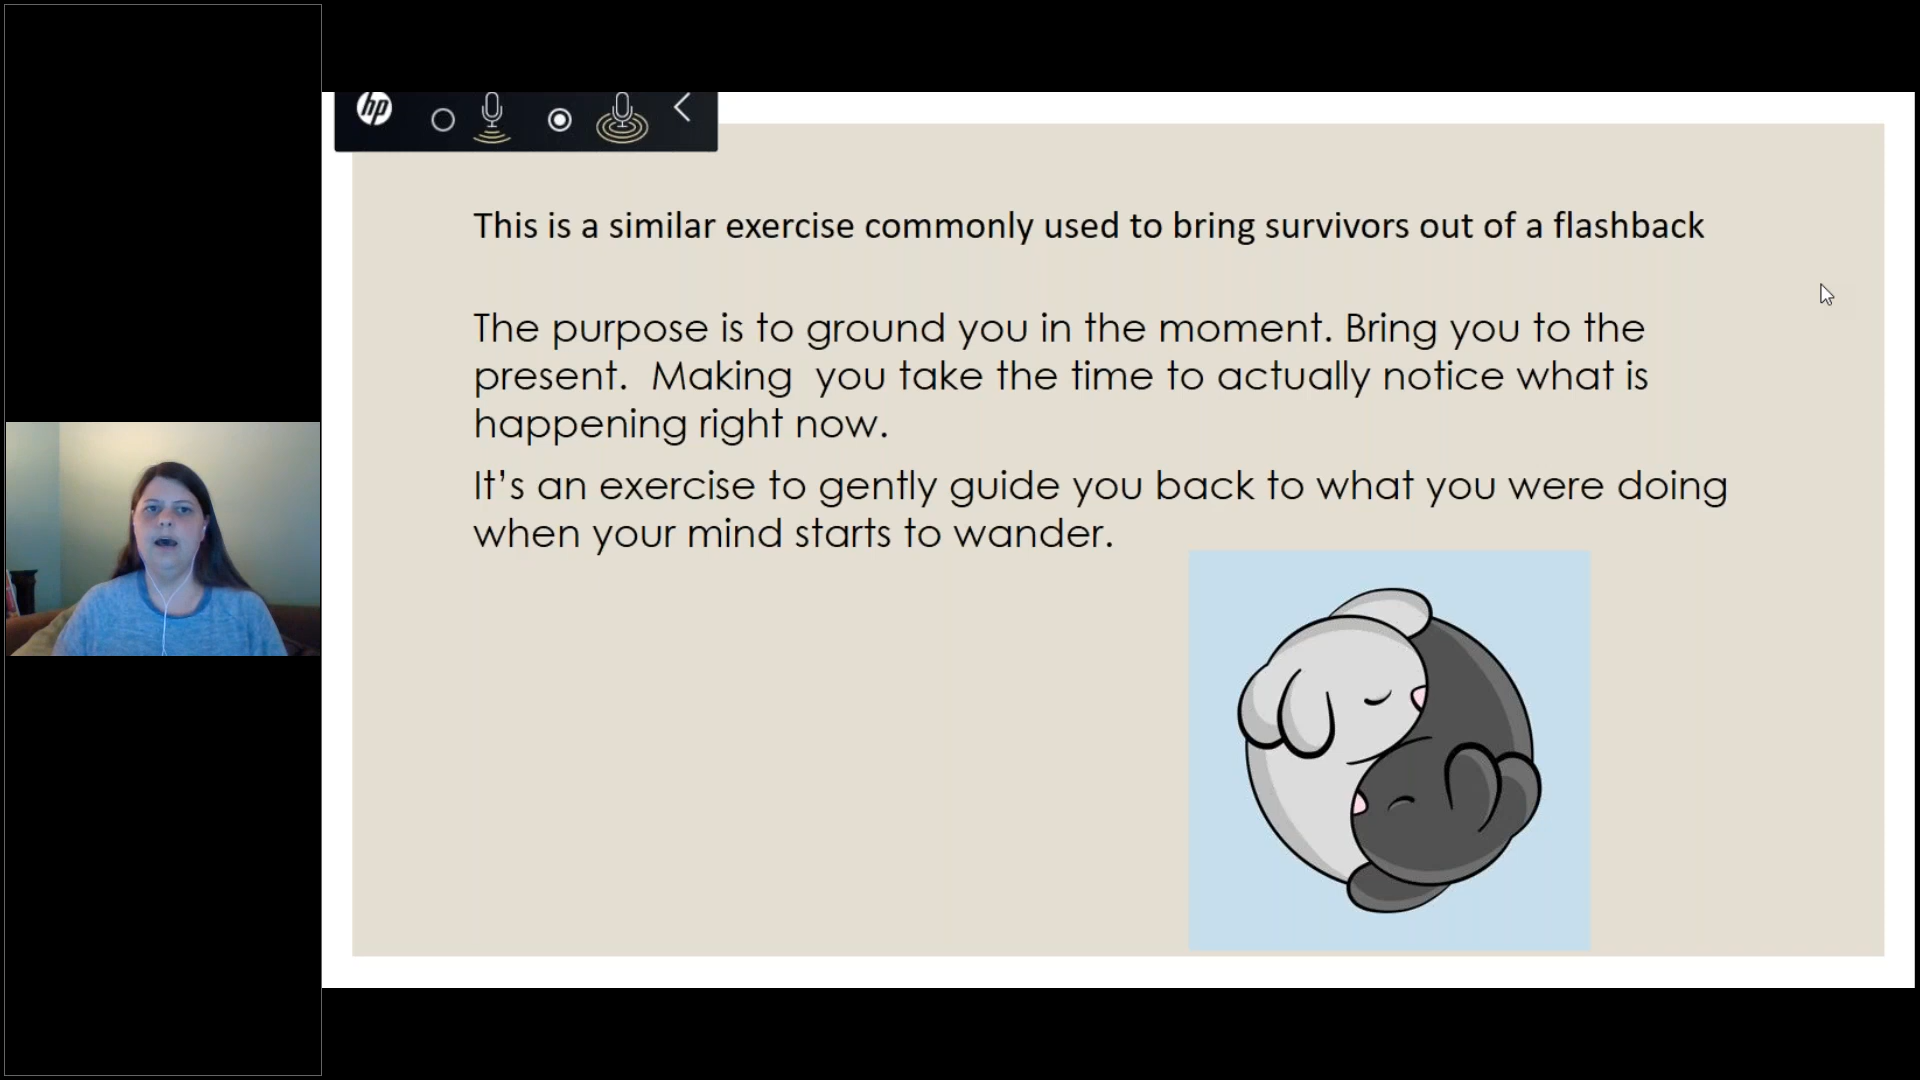 hp
This is a similar exercise commonly used to bring survivors out of a flashback
The purpose is to ground you in the moment. Bring you to the
present.  Making  you take the time to actually notice what is
happening right now.
It’s an exercise to gently guide you back to what you were doing
when your mind starts to wander.